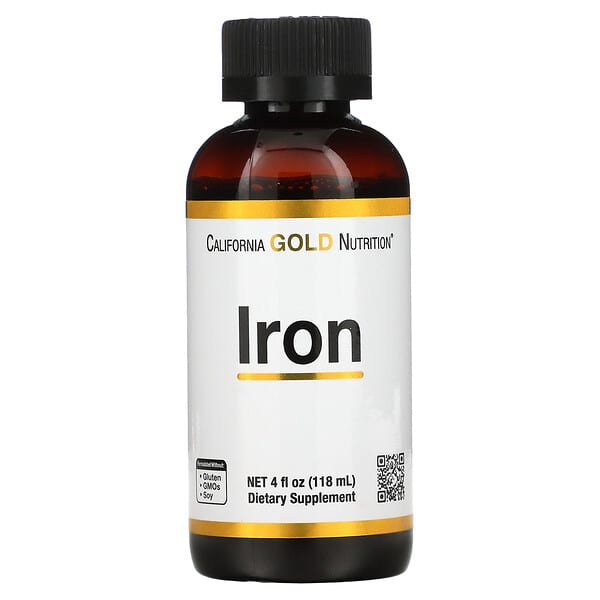 CALIFORNIA GOLD NUTRITION®
Iron
Formulated Without:
• Gluten
• GMOs
• Soy
NET 4 fl oz (118 mL)
Dietary Supplement